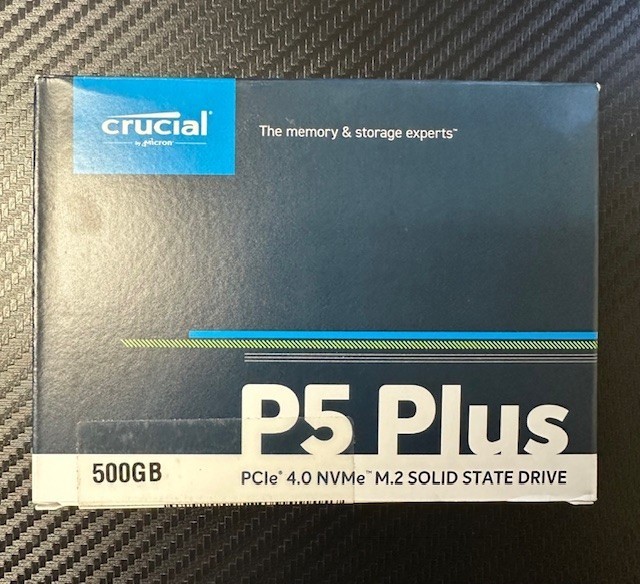 crucial®
by Micron
The memory & storage experts™
P5 Plus
500GB
PCIe® 4.0 NVMe™ M.2 SOLID STATE DRIVE